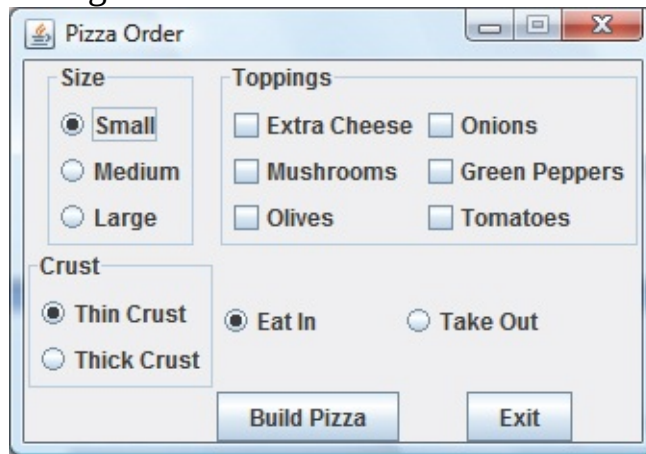 Pizza Order
Size
Small
Medium
Large
Toppings
Extra Cheese Onions
Mushrooms Green Peppers
Olives Tomatoes
Crust
Thin Crust
Thick Crust
Eat In Take Out
Build Pizza Exit